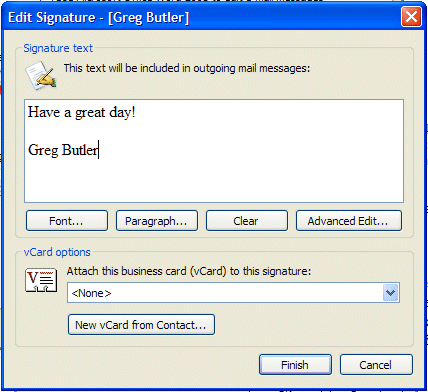 Edit Signature - [Greg Butler]
Signature text
This text will be included in outgoing mail messages:
Have a great day!
Greg Butler
Font...
Paragraph...
Clear
Advanced Edit...
vCard options
V
Attach this business card (vCard) to this signature:
<None>
New vCard from Contact...
Finish
Cancel